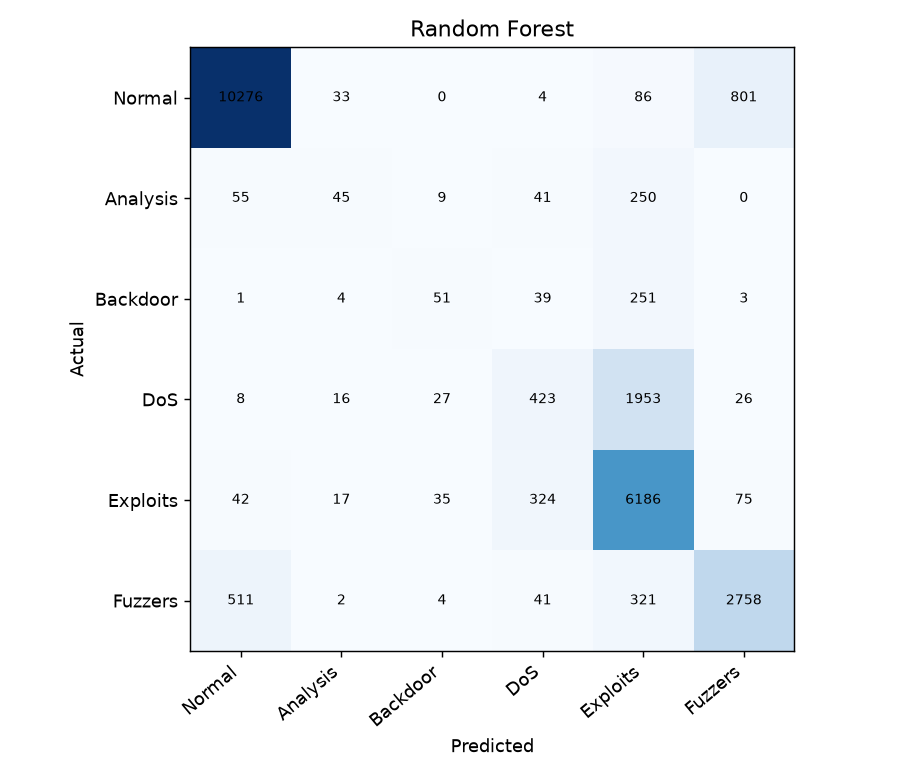 Random Forest
Normal 10276 33 0 4 86 801
Analysis 55 45 9 41 250 0
Backdoor 1 4 51 39 251 3
Actual
DoS 8 16 27 423 1953 26
Exploits 42 17 35 324 6186 75
Fuzzers 511 2 4 41 321 2758
Normal Analysis Backdoor DoS Exploits Fuzzers
Predicted